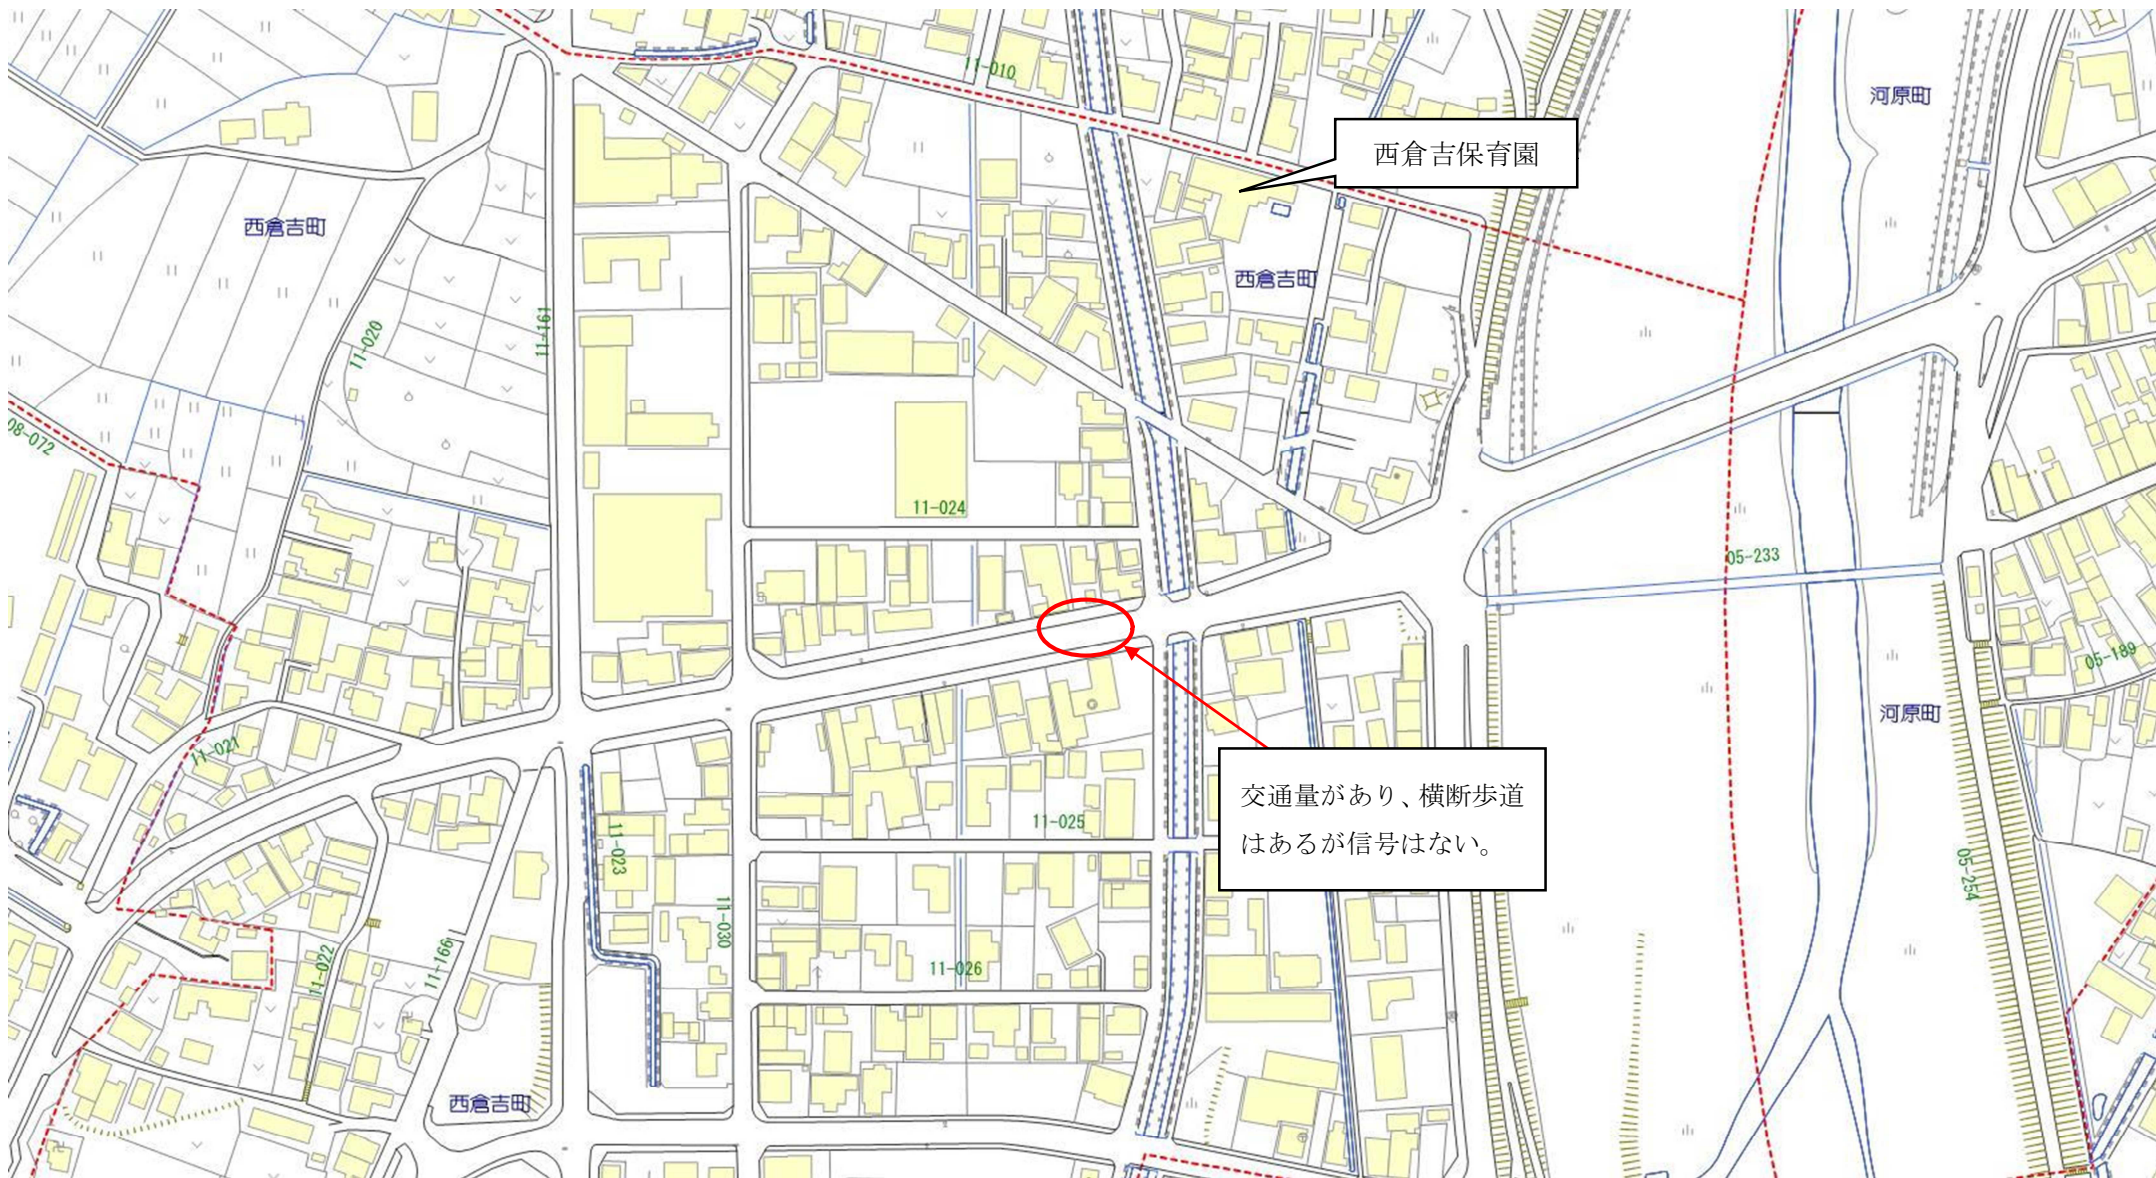 11-010
河原町
西倉吉保育園
西倉吉町
西倉吉町
11-161
11-020
08-072
11-024
05-233
05-189
河原町
11-021
交通量があり、横断歩道
はあるが信号はない。
11-025
11-023
05-254
11-030
11-022
11-166
11-026
西倉吉町